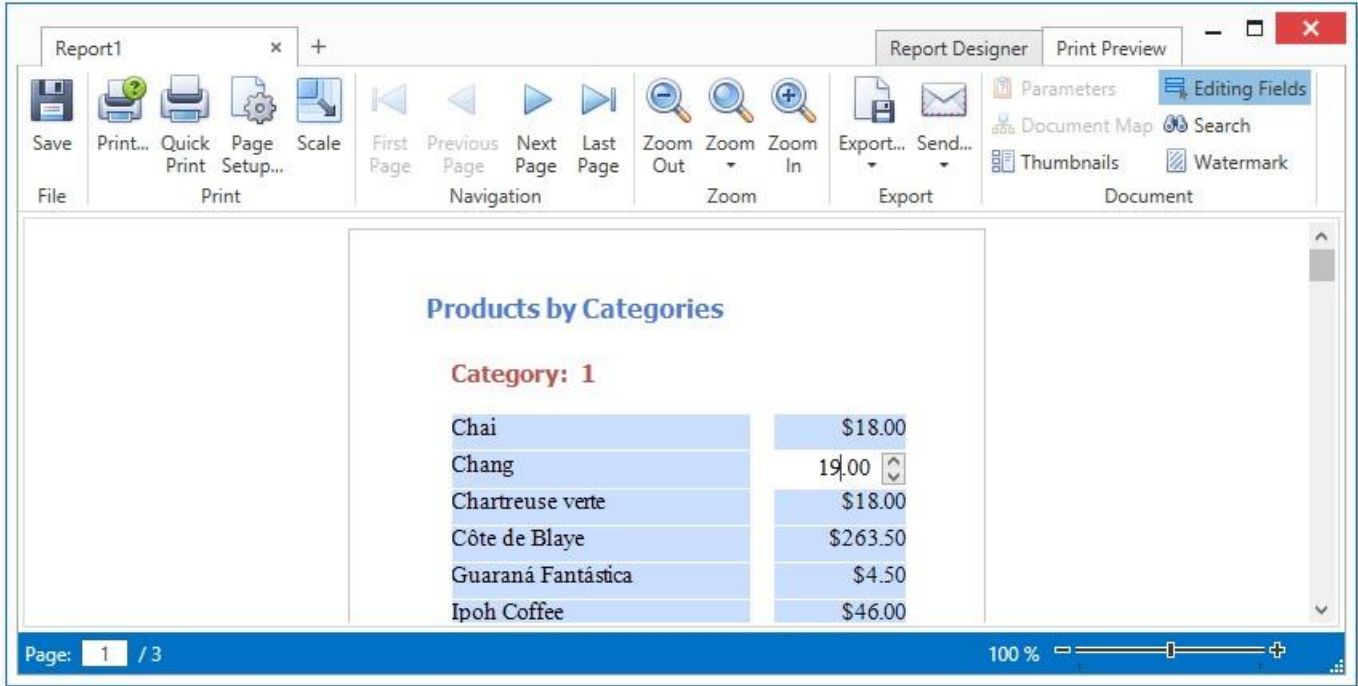 Report1 × +
Report Designer Print Preview
Save
Print...
Quick Print
Page Setup...
Scale
First Page
Previous Page
Next Page
Last Page
Zoom Out
Zoom
Zoom In
Export...
Send...
Parameters
Editing Fields
Document Map
Search
Thumbnails
Watermark
File Print Navigation Zoom Export Document
Products by Categories
Category: 1
Chai $18.00
Chang 19.00
Chartreuse verte $18.00
Côte de Blaye $263.50
Guaraná Fantástica $4.50
Ipoh Coffee $46.00
Page: 1 / 3 100 %